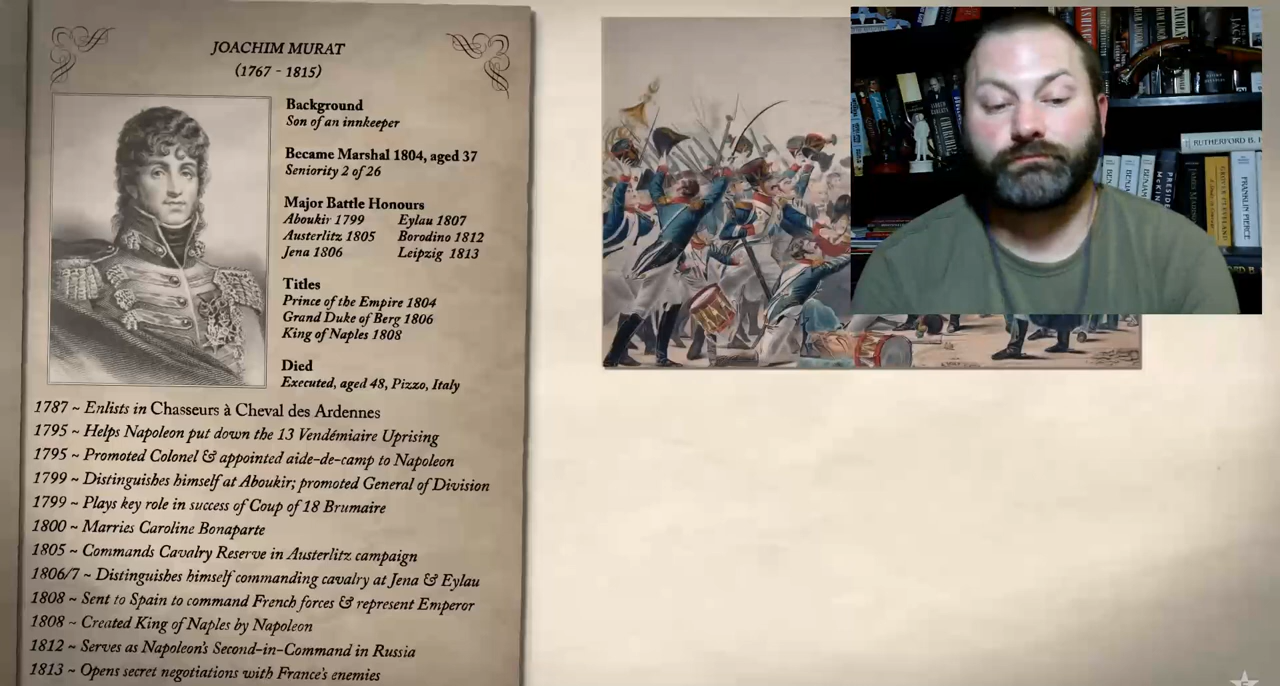 JOACHIM MURAT
(1767 - 1815)
Background
Son of an innkeeper
Became Marshal 1804, aged 37
Seniority 2 of 26
Major Battle Honours
Aboukir 1799 Eylau 1807
Austerlitz 1805 Borodino 1812
Jena 1806 Leipzig 1813
Titles
Prince of the Empire 1804
Grand Duke of Berg 1806
King of Naples 1808
Died
Executed, aged 48, Pizzo, Italy
1787 ~ Enlists in Chasseurs à Cheval des Ardennes
1795 ~ Helps Napoleon put down the 13 Vendémiaire Uprising
1795 ~ Promoted Colonel & appointed aide-de-camp to Napoleon
1799 ~ Distinguishes himself at Aboukir; promoted General of Division
1799 ~ Plays key role in success of Coup of 18 Brumaire
1800 ~ Marries Caroline Bonaparte
1805 ~ Commands Cavalry Reserve in Austerlitz campaign
1806/7 ~ Distinguishes himself commanding cavalry at Jena & Eylau
1808 ~ Sent to Spain to command French forces & represent Emperor
1808 ~ Created King of Naples by Napoleon
1812 ~ Serves as Napoleon's Second-in-Command in Russia
1813 ~ Opens secret negotiations with France's enemies
CHURCHILL
RUTHERFORD B.
GROVER CLEVELAND
FRANKLIN PIERCE